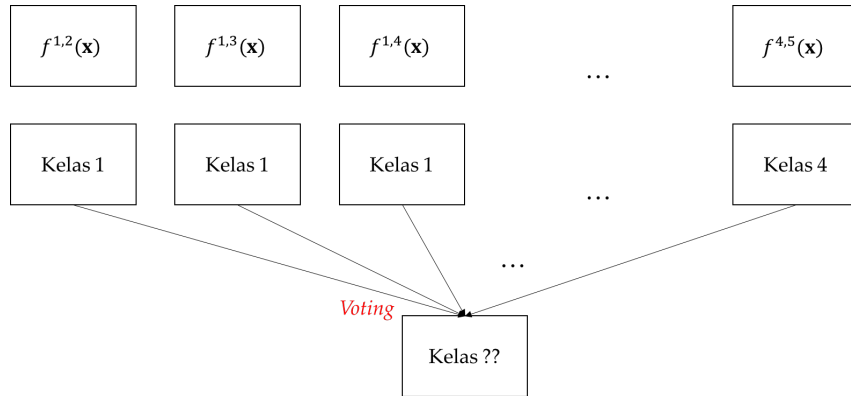 f^{1,2}(x) f^{1,3}(x) f^{1,4}(x) ... f^{4,5}(x)
Kelas 1 Kelas 1 Kelas 1 ... Kelas 4
...
Voting
Kelas ??